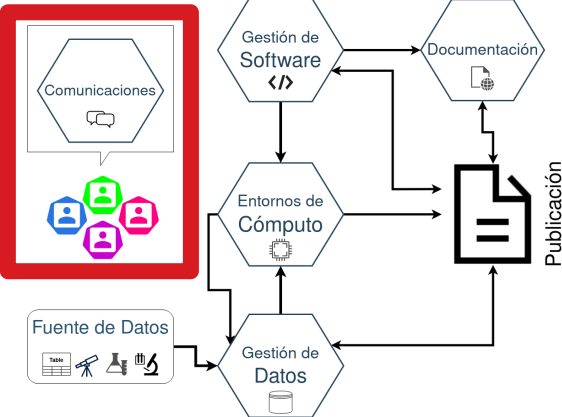 Comunicaciones
Gestión de
Software
</>
Documentación
Entornos de
Cómputo
Publicación
Fuente de Datos
Table
Gestión de
Datos